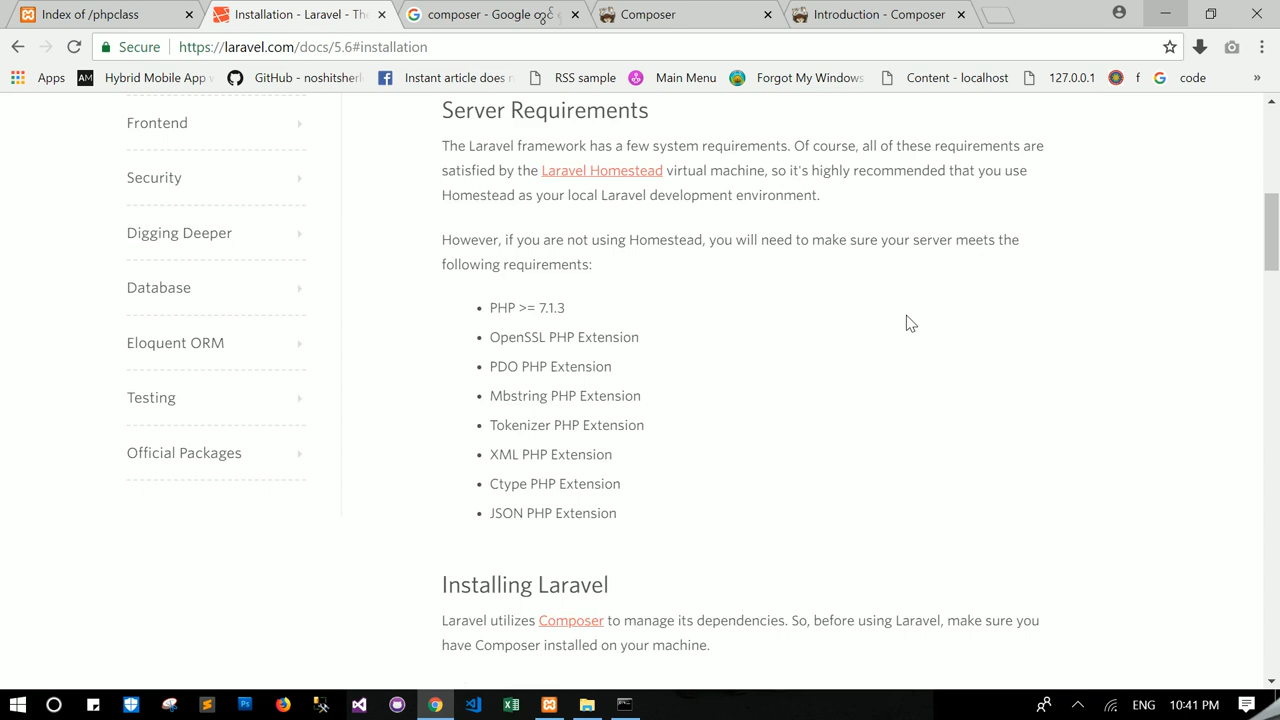 Index of /phpclass
Installation - Laravel - Th
composer - Google တွင်
Composer
Introduction - Composer
Secure
https://laravel.com/docs/5.6#installation
Apps
Hybrid Mobile App
GitHub - noshitsherl
Instant article does n
RSS sample
Main Menu
Forgot My Windows
Content - localhost
127.0.0.1
f
code
»
Frontend
Security
Digging Deeper
Database
Eloquent ORM
Testing
Official Packages
Server Requirements
The Laravel framework has a few system requirements. Of course, all of these requirements are
satisfied by the Laravel Homestead virtual machine, so it's highly recommended that you use
Homestead as your local Laravel development environment.
However, if you are not using Homestead, you will need to make sure your server meets the
following requirements:
• PHP >= 7.1.3
• OpenSSL PHP Extension
• PDO PHP Extension
• Mbstring PHP Extension
• Tokenizer PHP Extension
• XML PHP Extension
• Ctype PHP Extension
• JSON PHP Extension
Installing Laravel
Laravel utilizes Composer to manage its dependencies. So, before using Laravel, make sure you
have Composer installed on your machine.
ENG
10:41 PM